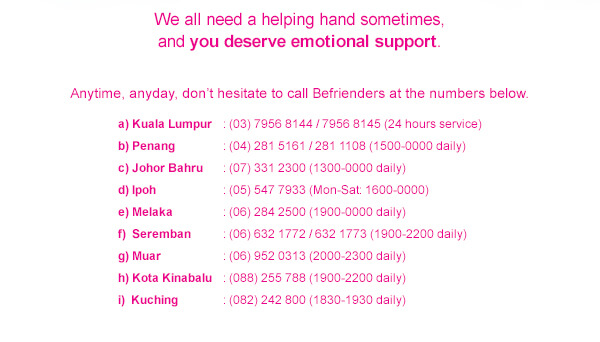 We all need a helping hand sometimes,
and you deserve emotional support.
Anytime, anyday, don't hesitate to call Befrienders at the numbers below.
a) Kuala Lumpur : (03) 7956 8144 / 7956 8145 (24 hours service)
b) Penang : (04) 281 5161 / 281 1108 (1500-0000 daily)
c) Johor Bahru : (07) 331 2300 (1300-0000 daily)
d) Ipoh : (05) 547 7933 (Mon-Sat: 1600-0000)
e) Melaka : (06) 284 2500 (1900-0000 daily)
f) Seremban : (06) 632 1772 / 632 1773 (1900-2200 daily)
g) Muar : (06) 952 0313 (2000-2300 daily)
h) Kota Kinabalu : (088) 255 788 (1900-2200 daily)
i) Kuching : (082) 242 800 (1830-1930 daily)